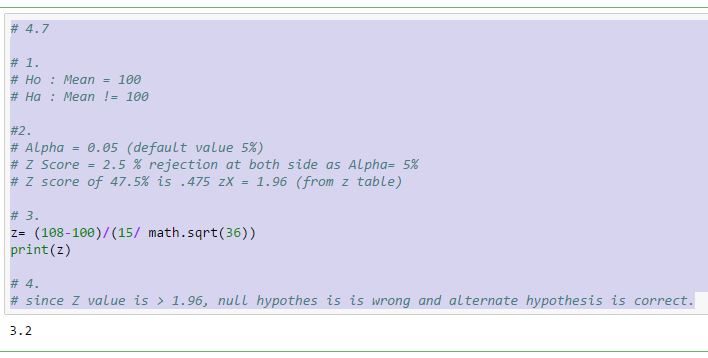 # 4.7
# 1.
# Ho : Mean = 100
# Ha : Mean != 100
#2.
# Alpha = 0.05 (default value 5%)
# Z Score = 2.5 % rejection at both side as Alpha= 5%
# Z score of 47.5% is .475 zX = 1.96 (from z table)
# 3.
z= (108-100)/(15/ math.sqrt(36))
print(z)
# 4.
# since Z value is > 1.96, null hypothes is is wrong and alternate hypothesis is correct.
3.2